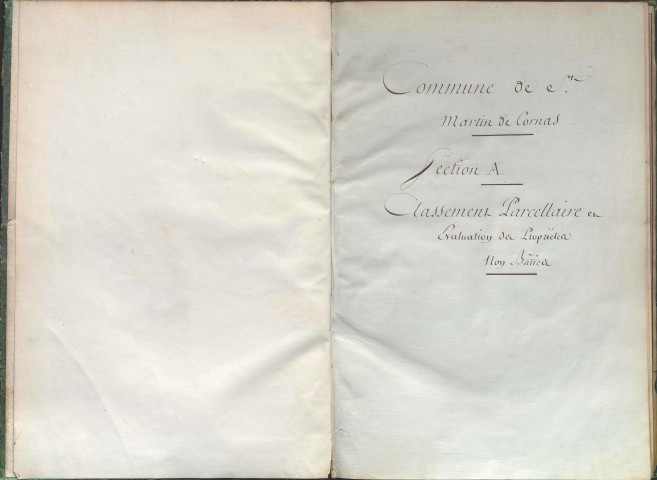 Commune de St.
Martin de Cornas
Section A.
Classement Parcellaire et
Evaluation des Propriétés
Non Bâties